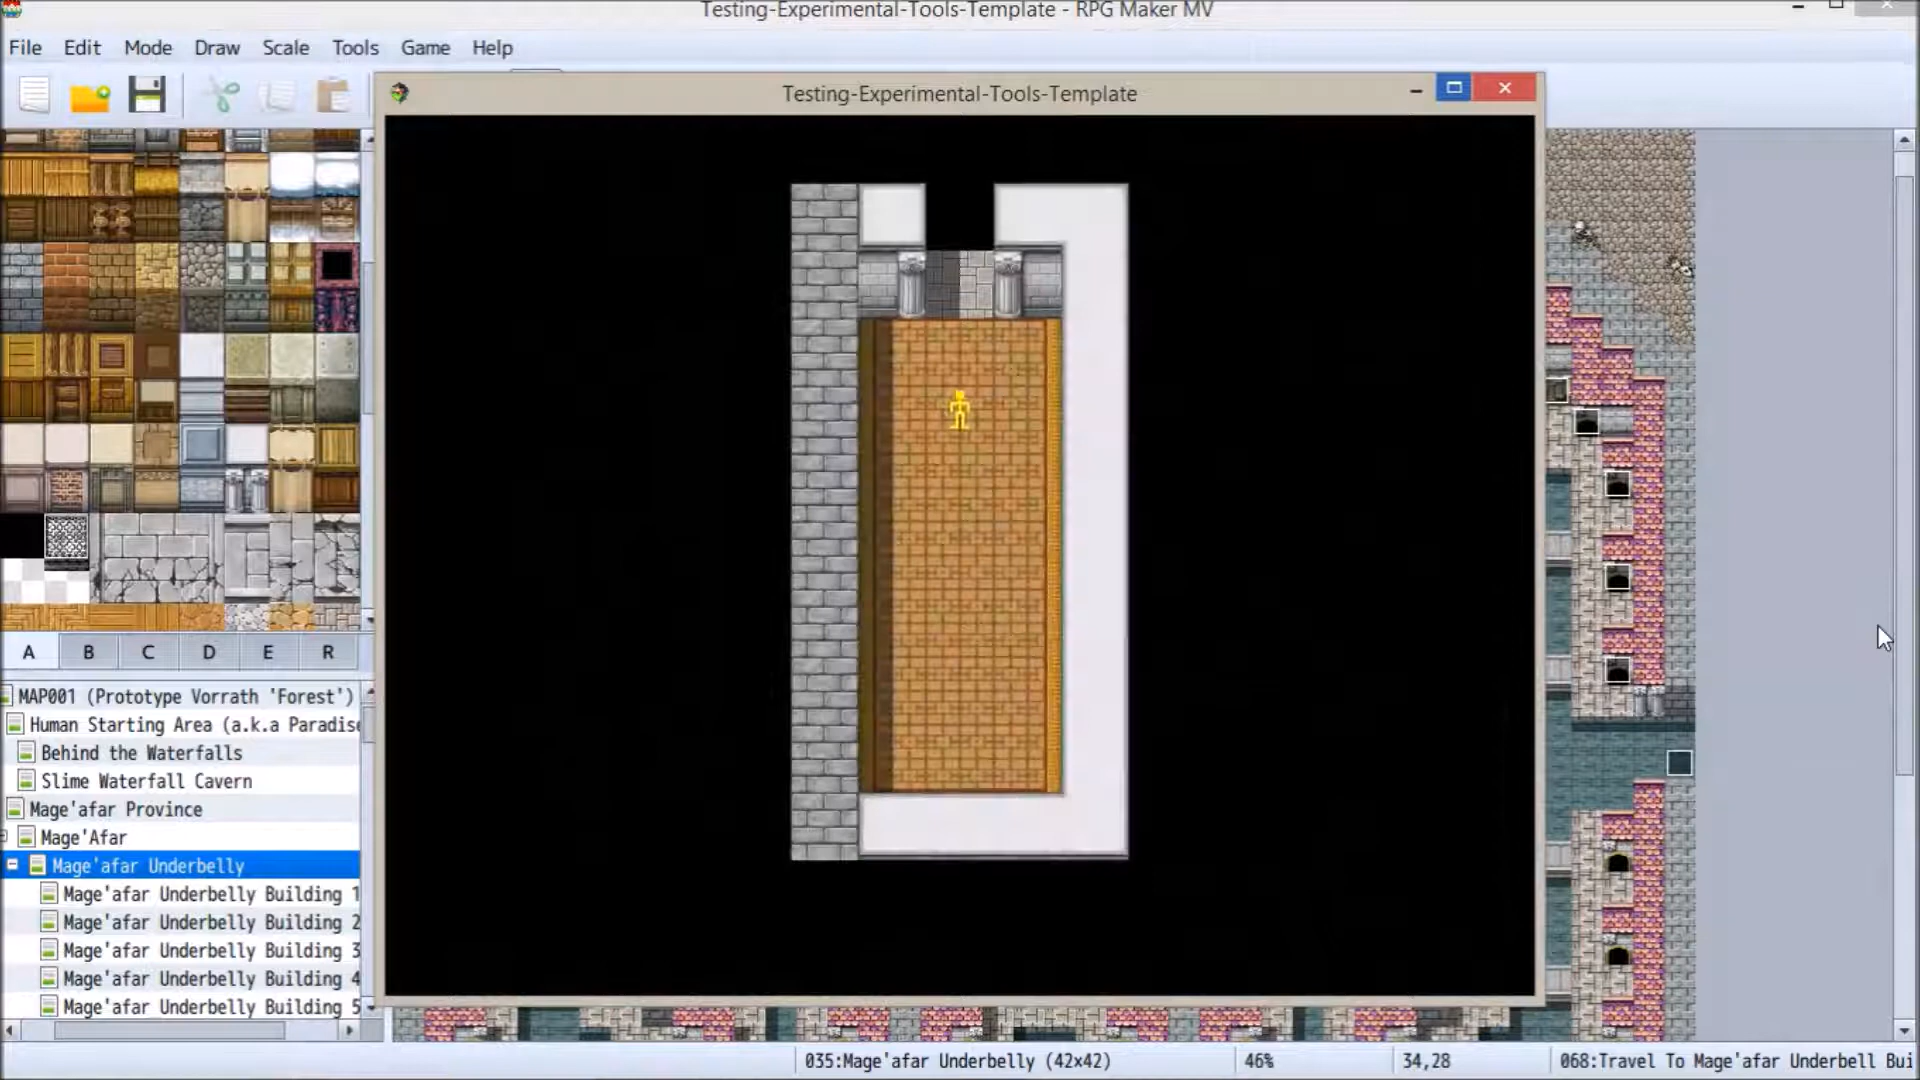 Testing-Experimental-Tools-Template - RPG Maker MV
File Edit Mode Draw Scale Tools Game Help
Testing-Experimental-Tools-Template
A B C D E R
MAP001 (Prototype Vorrath 'Forest')
Human Starting Area (a.k.a Paradise
Behind the Waterfalls
Slime Waterfall Cavern
Mage'afar Province
Mage'Afar
Mage'afar Underbelly
Mage'afar Underbelly Building 1
Mage'afar Underbelly Building 2
Mage'afar Underbelly Building 3
Mage'afar Underbelly Building 4
Mage'afar Underbelly Building 5
035:Mage'afar Underbelly (42x42) 46% 34,28 068:Travel To Mage'afar Underbell Bui